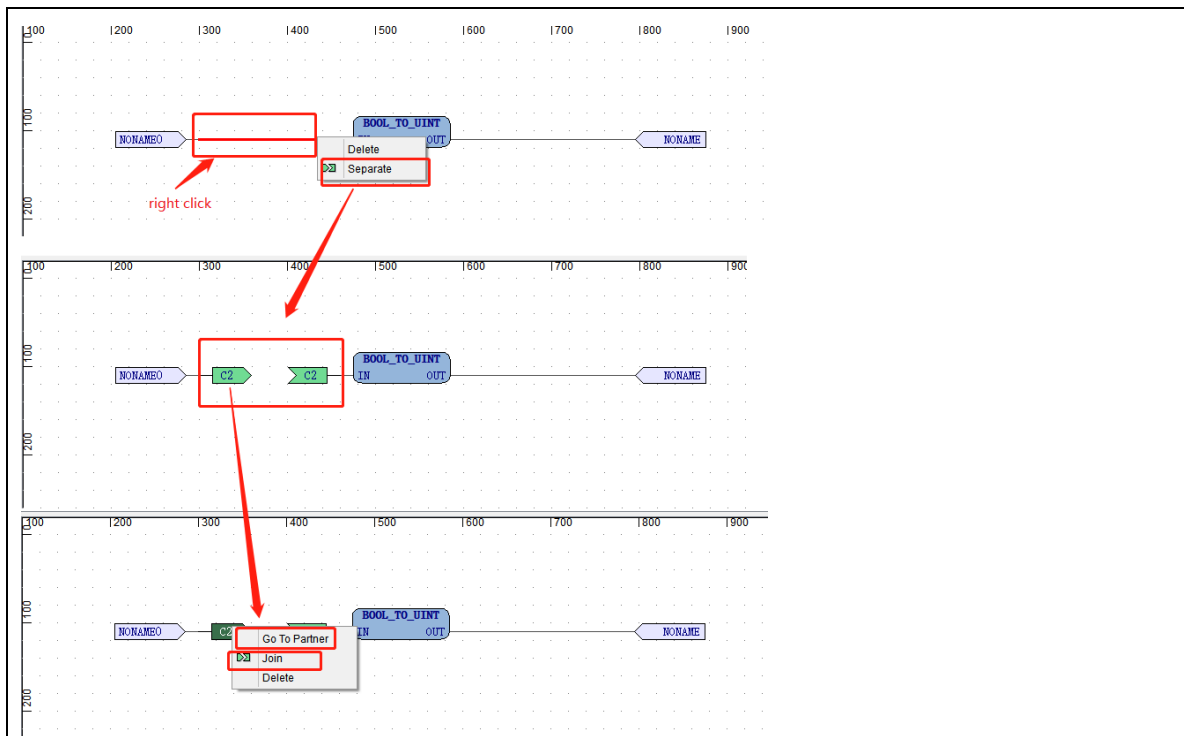 100 200 300 400 500 600 700 800 900
0
100
BOOL_TO_UINT
NONAME0 OUT NONAME
Delete
Separate
right click
200
100 200 300 400 500 600 700 800 900
0
100
BOOL_TO_UINT
NONAME0 C2 C2 IN OUT NONAME
200
100 200 300 400 500 600 700 800 900
0
100
BOOL_TO_UINT
NONAME0 C2 IN OUT NONAME
Go To Partner
Join
Delete
200